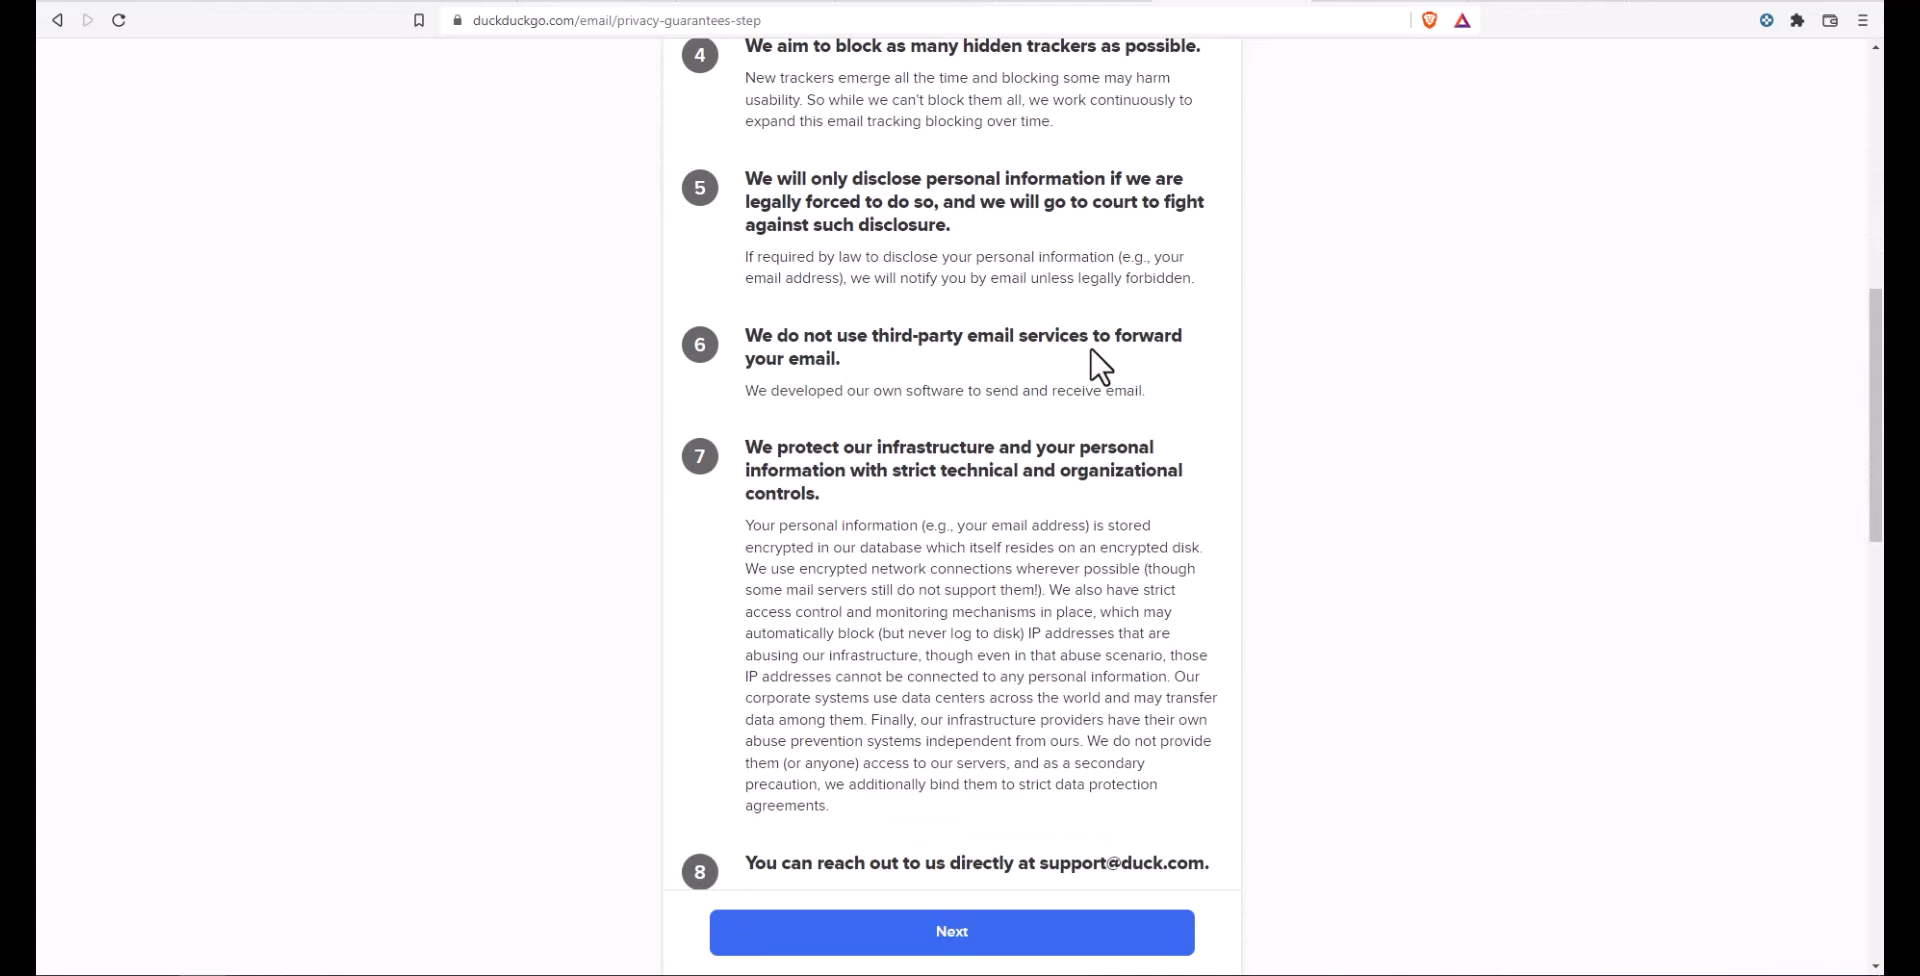 duckduckgo.com/email/privacy-guarantees-step
4
We aim to block as many hidden trackers as possible.
New trackers emerge all the time and blocking some may harm
usability. So while we can't block them all, we work continuously to
expand this email tracking blocking over time.
5
We will only disclose personal information if we are
legally forced to do so, and we will go to court to fight
against such disclosure.
If required by law to disclose your personal information (e.g., your
email address), we will notify you by email unless legally forbidden.
6
We do not use third-party email services to forward
your email.
We developed our own software to send and receive email.
7
We protect our infrastructure and your personal
information with strict technical and organizational
controls.
Your personal information (e.g., your email address) is stored
encrypted in our database which itself resides on an encrypted disk.
We use encrypted network connections wherever possible (though
some mail servers still do not support them!). We also have strict
access control and monitoring mechanisms in place, which may
automatically block (but never log to disk) IP addresses that are
abusing our infrastructure, though even in that abuse scenario, those
IP addresses cannot be connected to any personal information. Our
corporate systems use data centers across the world and may transfer
data among them. Finally, our infrastructure providers have their own
abuse prevention systems independent from ours. We do not provide
them (or anyone) access to our servers, and as a secondary
precaution, we additionally bind them to strict data protection
agreements.
8
You can reach out to us directly at support@duck.com.
Next